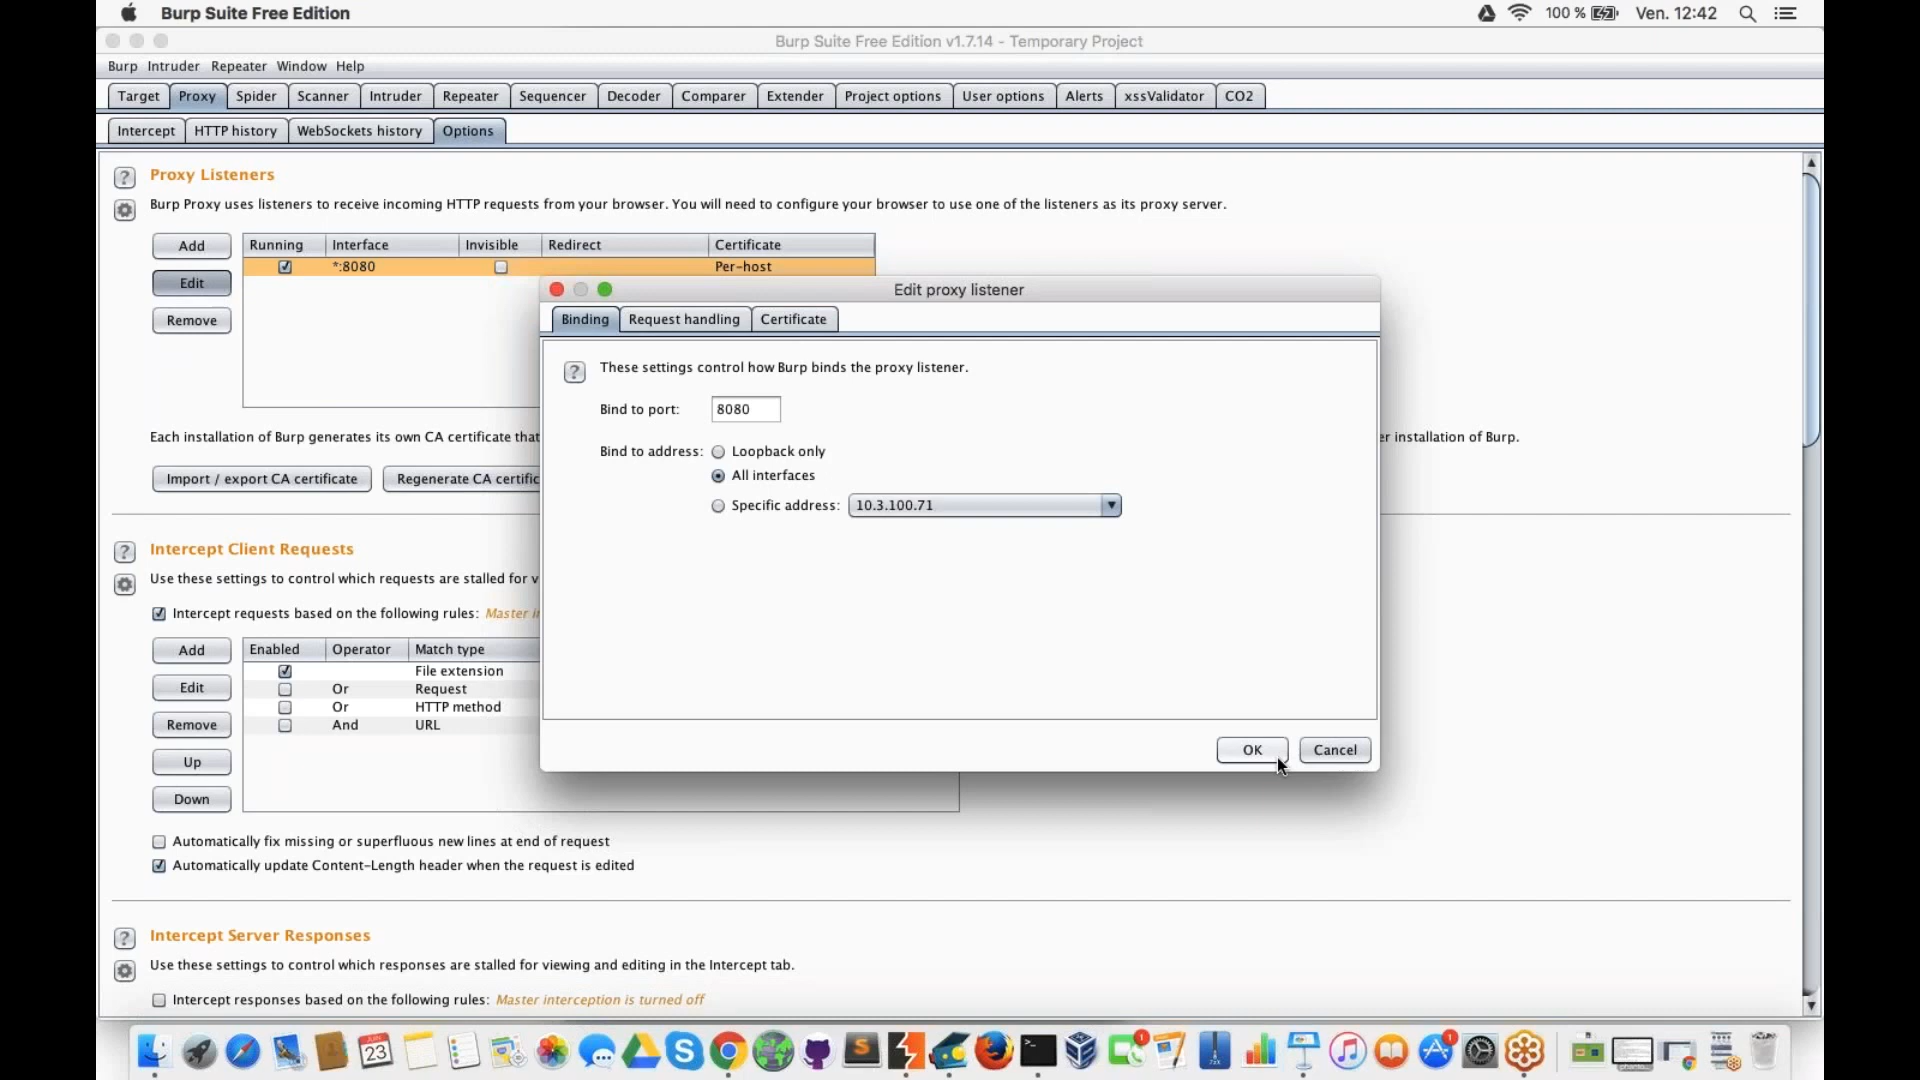 Burp Suite Free Edition
100 %
Ven. 12:42
Burp Suite Free Edition v1.7.14 - Temporary Project
Burp Intruder Repeater Window Help
Target Proxy Spider Scanner Intruder Repeater Sequencer Decoder Comparer Extender Project options User options Alerts xssValidator CO2
Intercept HTTP history WebSockets history Options
? Proxy Listeners
Burp Proxy uses listeners to receive incoming HTTP requests from your browser. You will need to configure your browser to use one of the listeners as its proxy server.
Add
Edit
Remove
Running Interface Invisible Redirect Certificate
*:8080 Per-host
Each installation of Burp generates its own CA certificate that
er installation of Burp.
Import / export CA certificate Regenerate CA certific
Edit proxy listener
Binding Request handling Certificate
? These settings control how Burp binds the proxy listener.
Bind to port: 8080
Bind to address: Loopback only
All interfaces
Specific address: 10.3.100.71
OK Cancel
? Intercept Client Requests
Use these settings to control which requests are stalled for v
Intercept requests based on the following rules: Master i
Add
Edit
Remove
Up
Down
Enabled Operator Match type
File extension
Or Request
Or HTTP method
And URL
Automatically fix missing or superfluous new lines at end of request
Automatically update Content-Length header when the request is edited
? Intercept Server Responses
Use these settings to control which responses are stalled for viewing and editing in the Intercept tab.
Intercept responses based on the following rules: Master interception is turned off
23
1
1